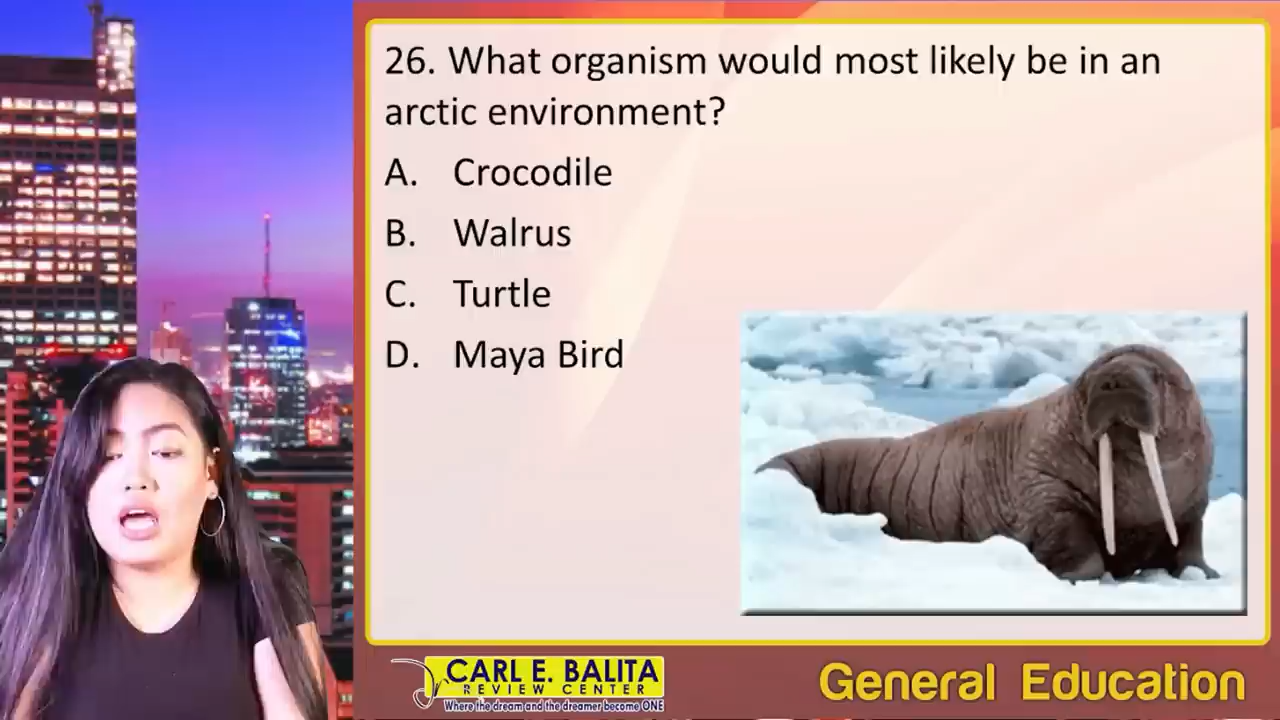 26. What organism would most likely be in an
arctic environment?
A. Crocodile
B. Walrus
C. Turtle
D. Maya Bird
CARL E. BALITA
REVIEW CENTER
Where the dream and the dreamer become ONE
General Education